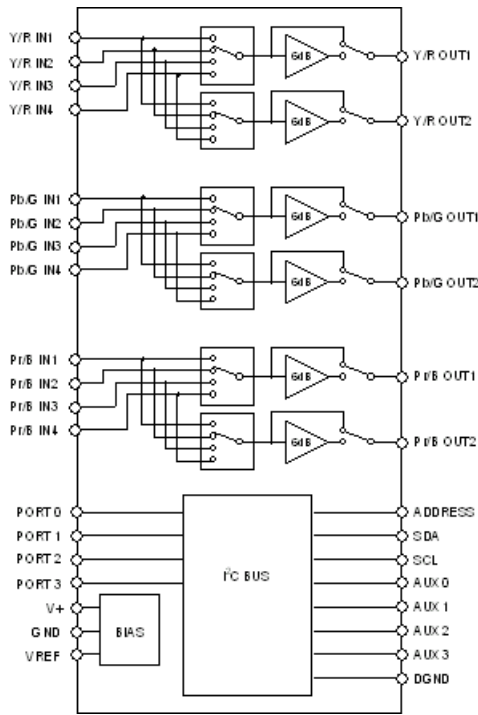 Y/R IN1
Y/R IN2
Y/R IN3
Y/R IN4
6dB
Y/R OUT1
6dB
Y/R OUT2
Pb/G IN1
Pb/G IN2
Pb/G IN3
Pb/G IN4
6dB
Pb/G OUT1
6dB
Pb/G OUT2
Pr/B IN1
Pr/B IN2
Pr/B IN3
Pr/B IN4
6dB
Pr/B OUT1
6dB
Pr/B OUT2
PORT 0
PORT 1
PORT 2
PORT 3
V+
GND
VREF
BIAS
I²C BUS
ADDRESS
SDA
SCL
AUX 0
AUX 1
AUX 2
AUX 3
DGND